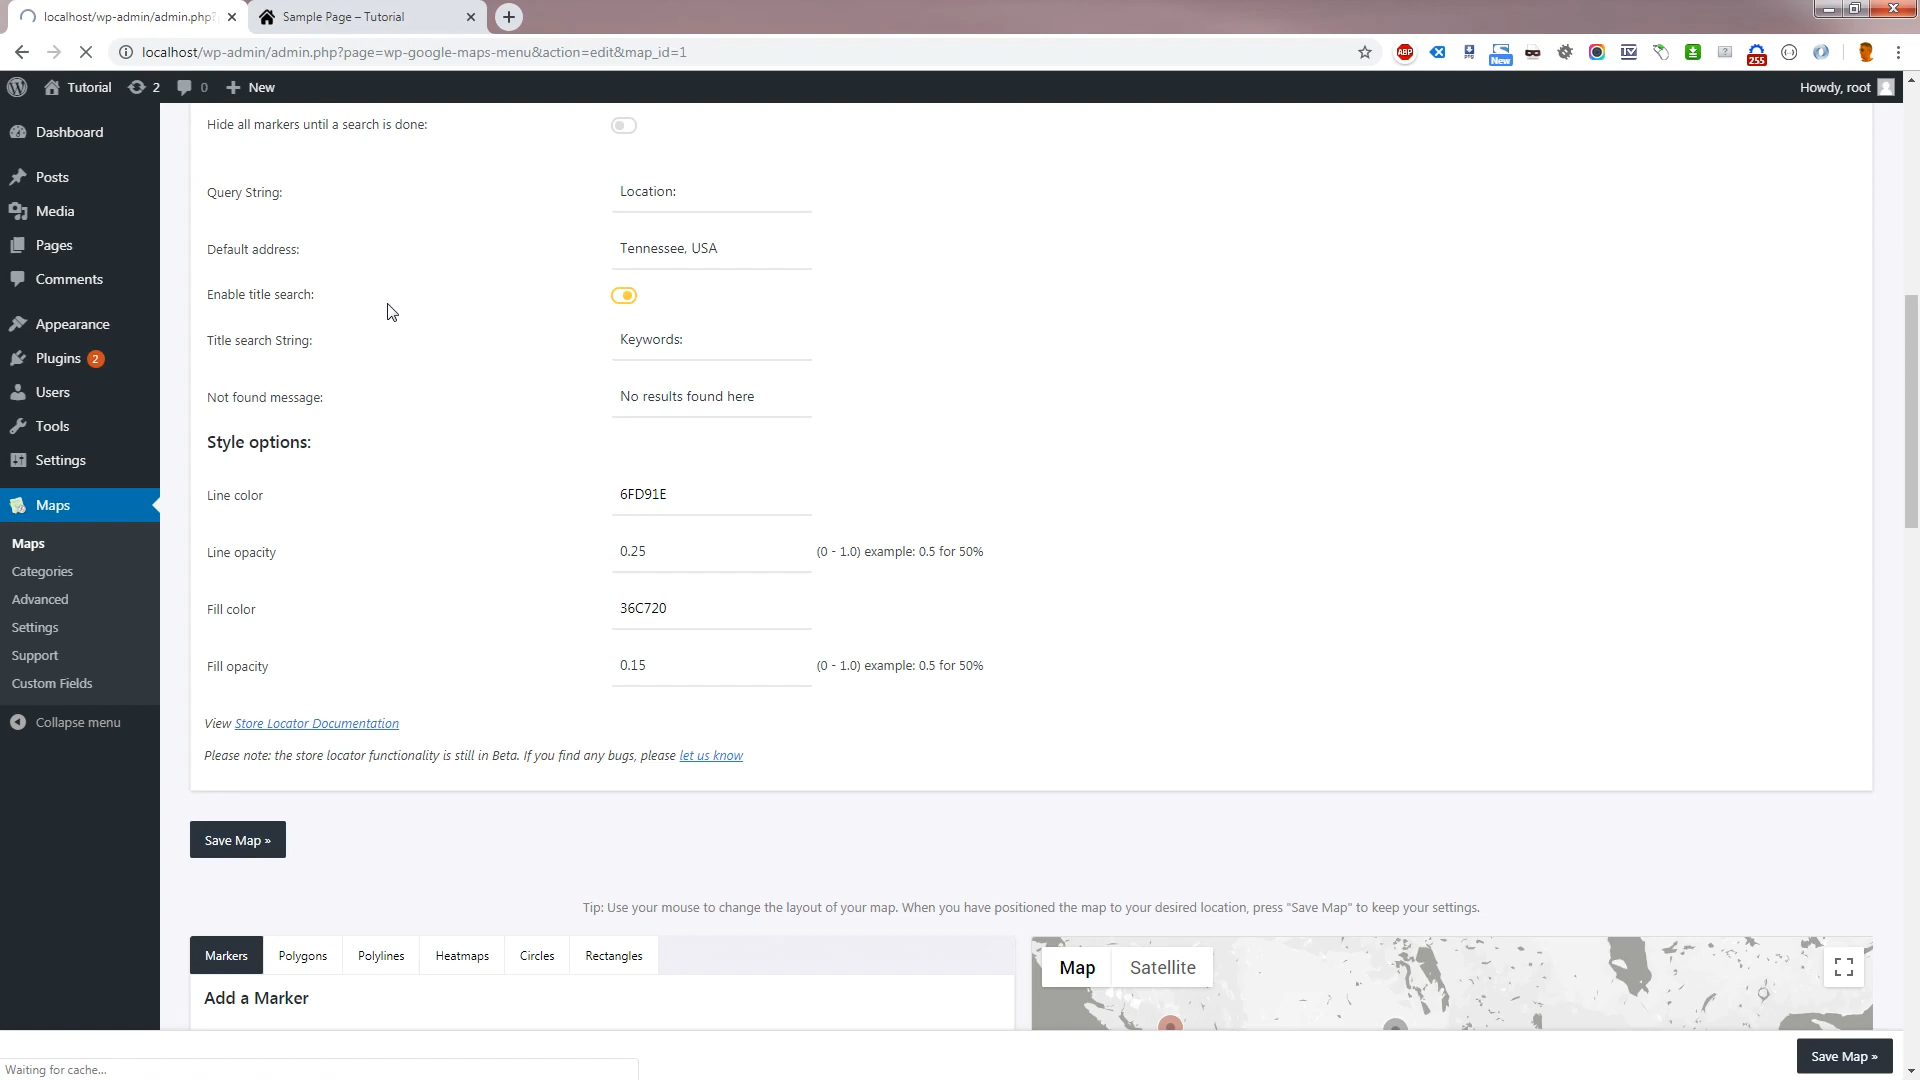 localhost/wp-admin/admin.php?
Sample Page – Tutorial
localhost/wp-admin/admin.php?page=wp-google-maps-menu&action=edit&map_id=1
ABP
New
255
Tutorial
2
0
New
Howdy, root
Dashboard
Posts
Media
Pages
Comments
Appearance
Plugins 2
Users
Tools
Settings
Maps
Maps
Categories
Advanced
Settings
Support
Custom Fields
Collapse menu
Hide all markers until a search is done:
Query String: Location:
Default address: Tennessee, USA
Enable title search:
Title search String: Keywords:
Not found message: No results found here
Style options:
Line color 6FD91E
Line opacity 0.25 (0 - 1.0) example: 0.5 for 50%
Fill color 36C720
Fill opacity 0.15 (0 - 1.0) example: 0.5 for 50%
View Store Locator Documentation
Please note: the store locator functionality is still in Beta. If you find any bugs, please let us know
Save Map »
Tip: Use your mouse to change the layout of your map. When you have positioned the map to your desired location, press "Save Map" to keep your settings.
Markers Polygons Polylines Heatmaps Circles Rectangles
Add a Marker
Map Satellite
Save Map »
Waiting for cache...